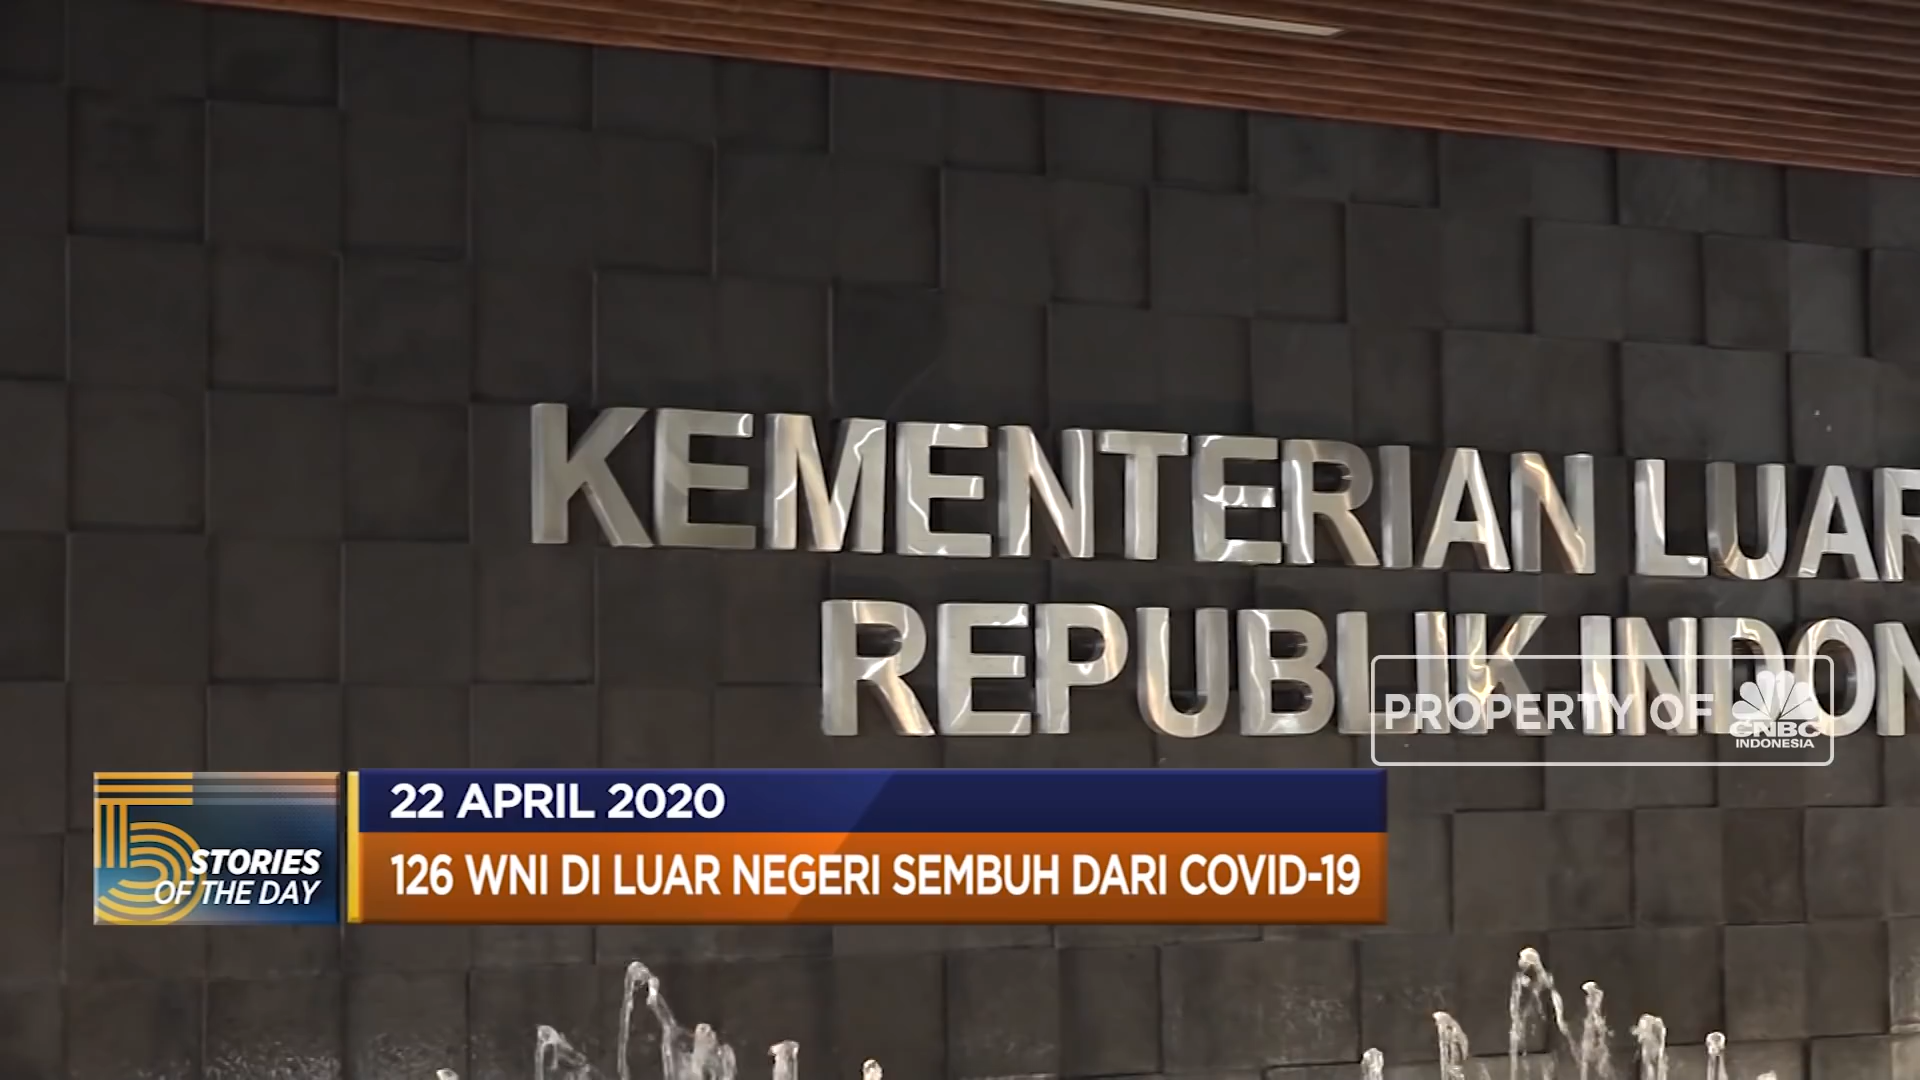 KEMENTERIAN LUAR
REPUBLIK INDON
PROPERTY OF CNBC
INDONESIA
22 APRIL 2020
5 STORIES
OF THE DAY
126 WNI DI LUAR NEGERI SEMBUH DARI COVID-19